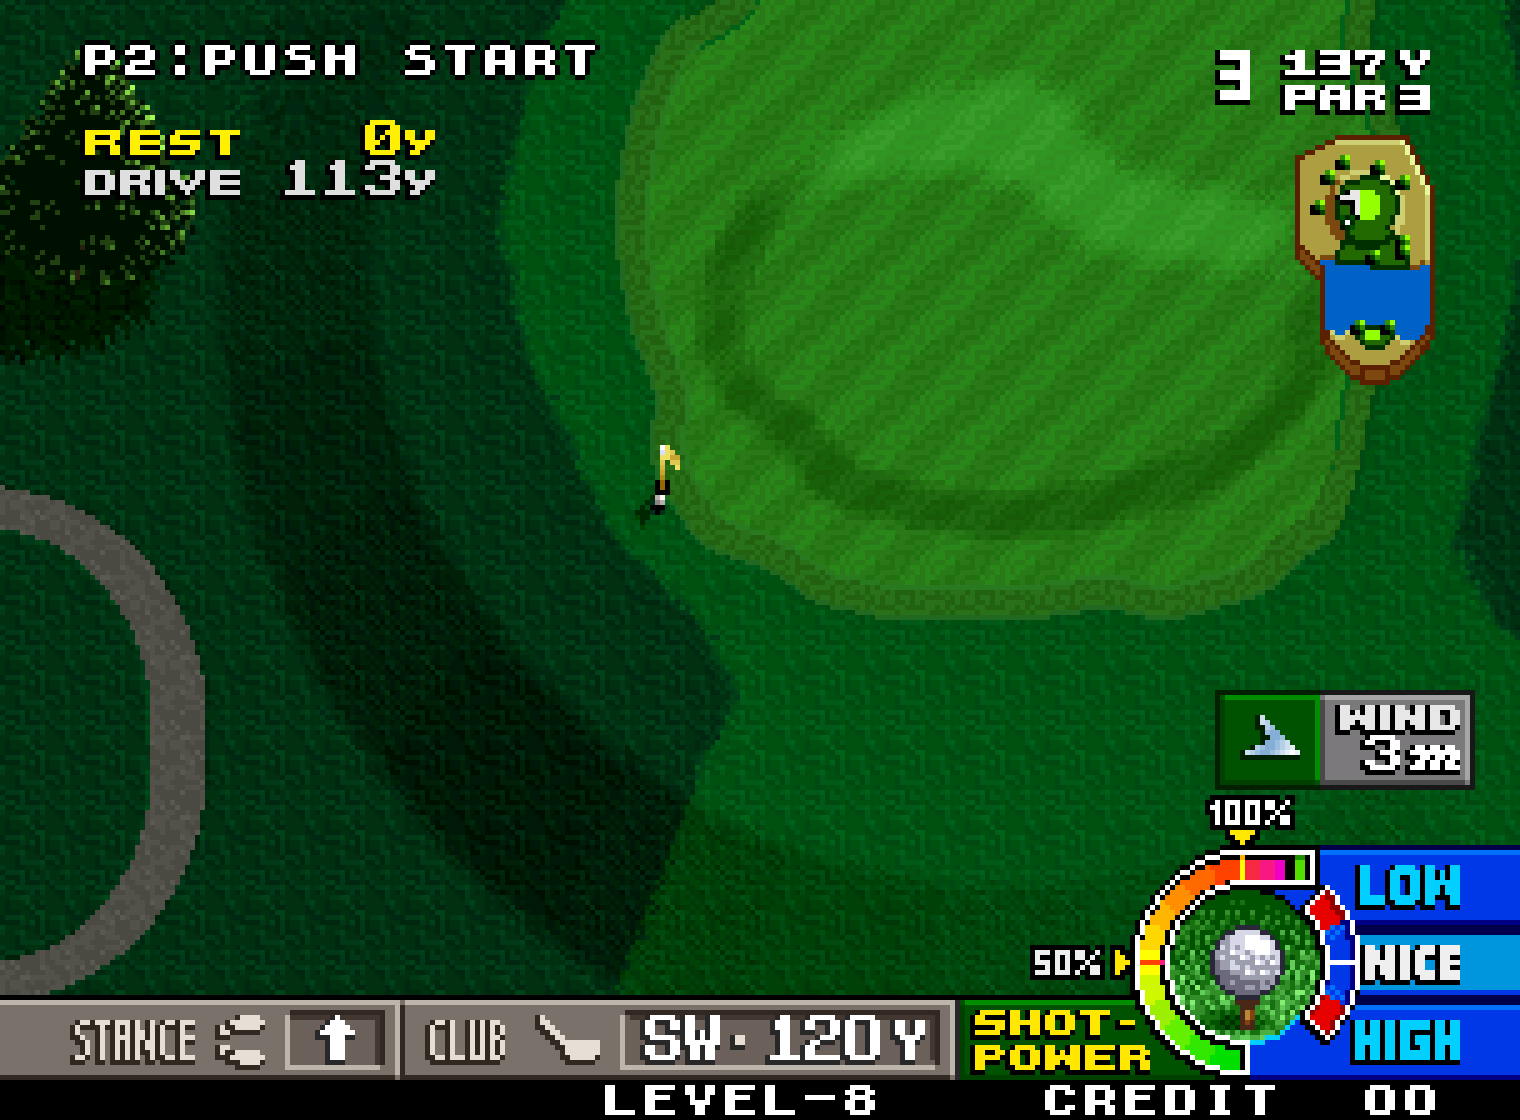 P2:PUSH START
3 137Y
PAR3
REST 0y
DRIVE 113y
WIND
3m
100%
LOW
50%
NICE
STANCE CLUB SW· 120Y SHOT-
POWER
HIGH
LEVEL-8 CREDIT 00